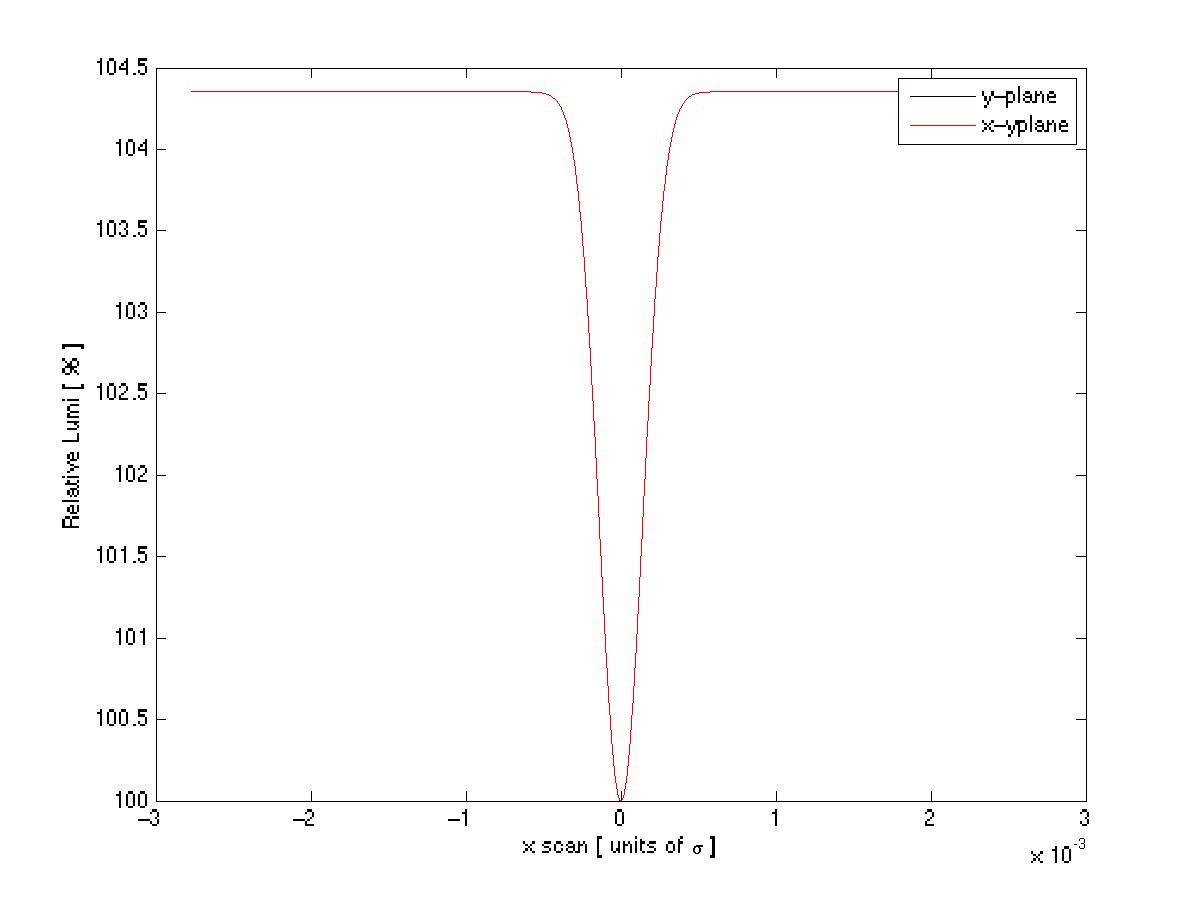 104.5
104
103.5
103
102.5
102
101.5
101
100.5
100
Relative Lumi [ % ]
y−plane
x−yplane
−3 −2 −1 0 1 2 3
x scan [ units of σ ]
x 10-3